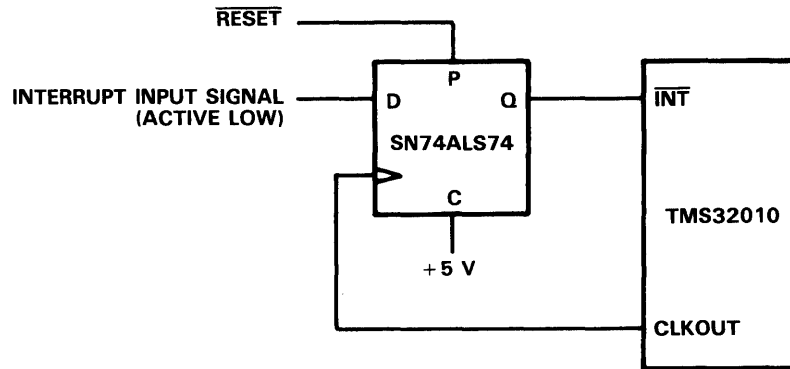 RESET
INTERRUPT INPUT SIGNAL
(ACTIVE LOW)
P
D
Q
SN74ALS74
C
+5 V
INT
TMS32010
CLKOUT